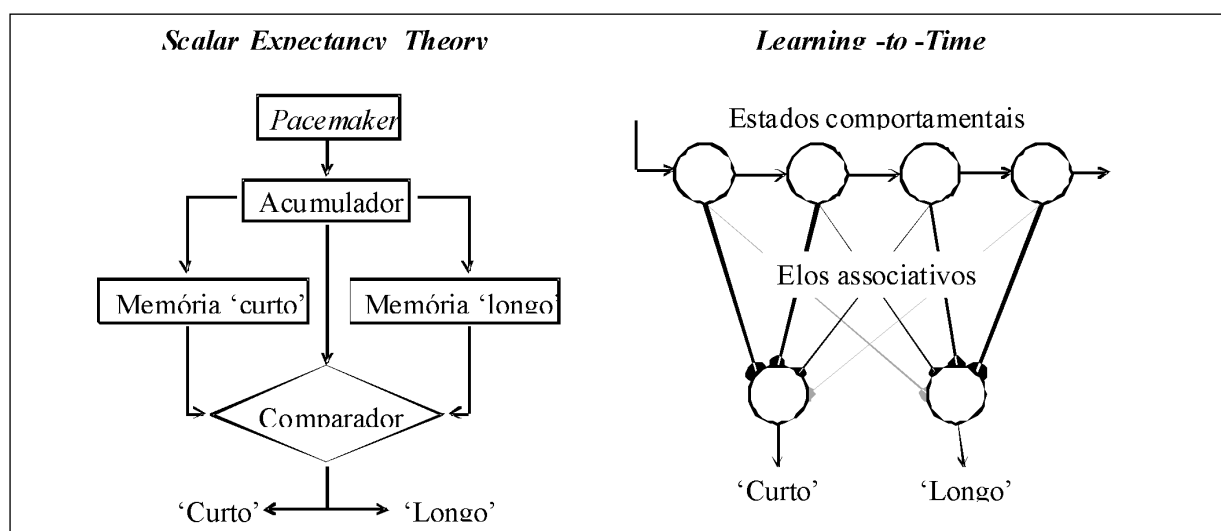 Scalar Expectancy Theory
Pacemaker
Acumulador
Memória ‘curto’
Memória ‘longo’
Comparador
‘Curto’
‘Longo’
Learning -to -Time
Estados comportamentais
Elos associativos
‘Curto’
‘Longo’